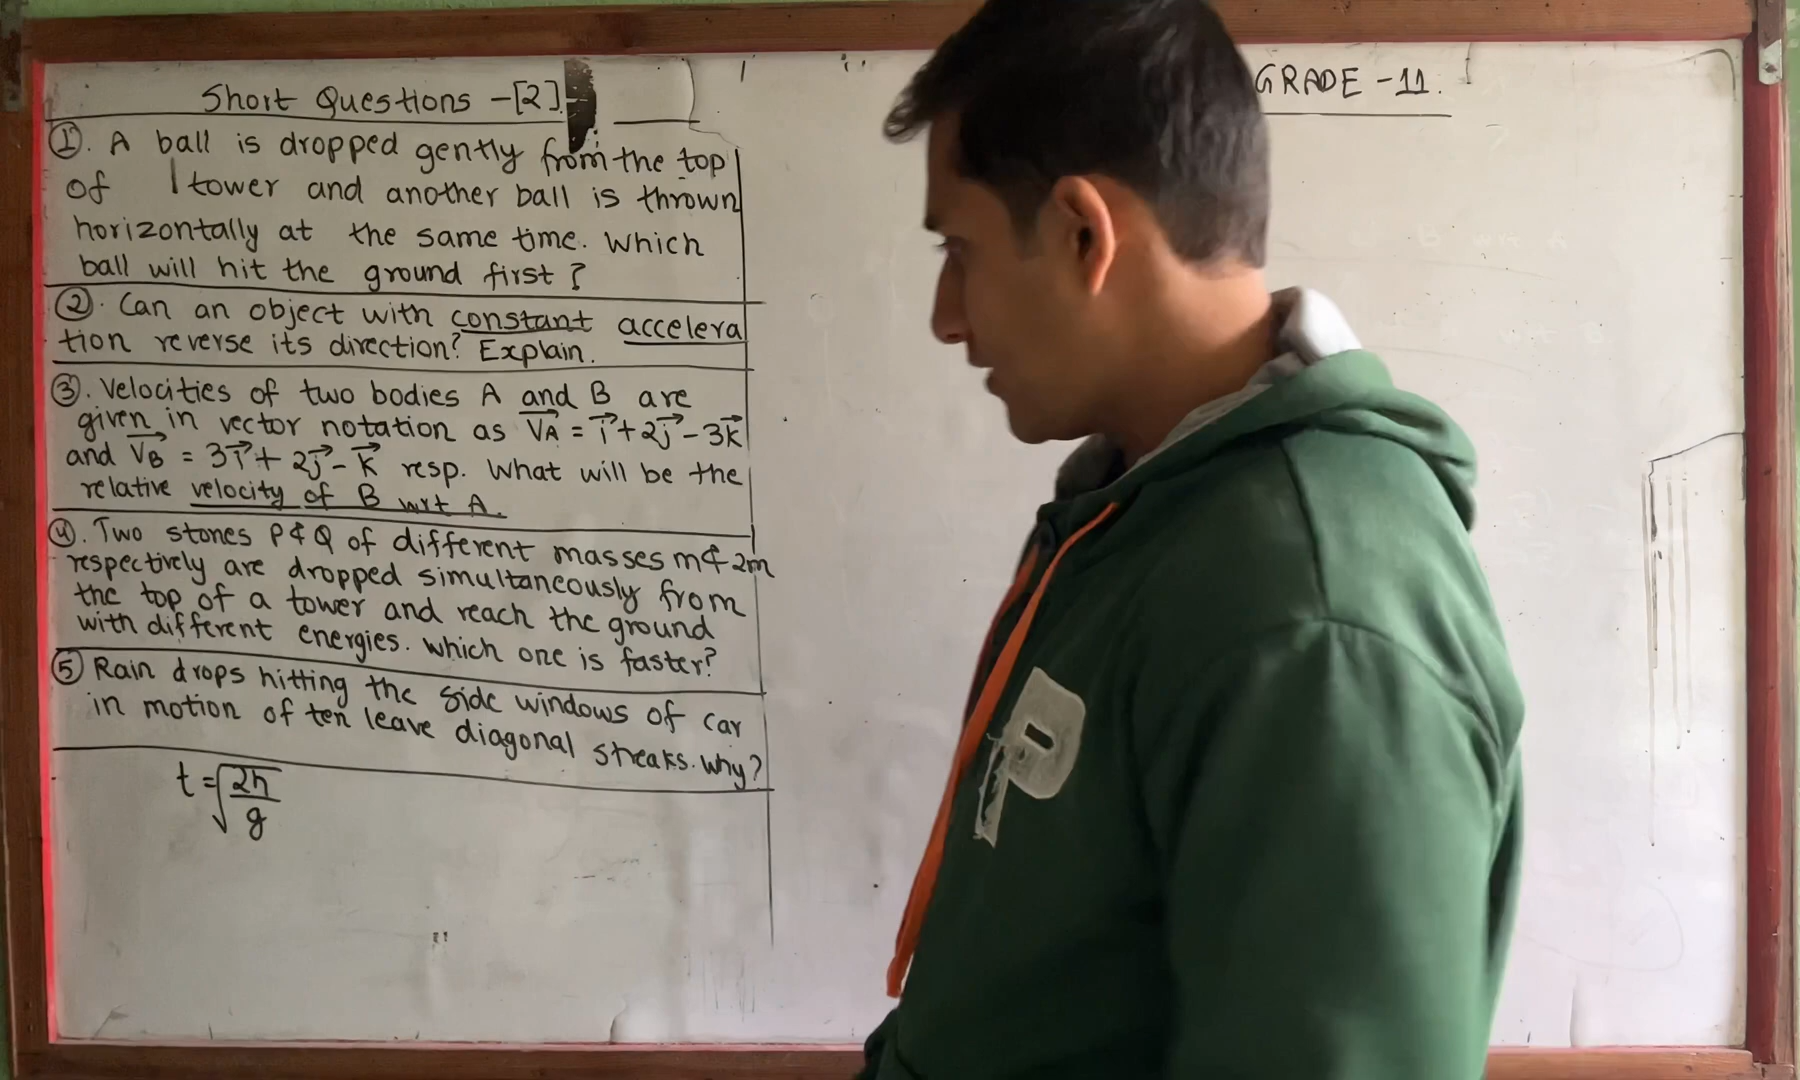 Short Questions -[2]-
GRADE -11.
①. A ball is dropped gently from the top
of tower and another ball is thrown
horizontally at the same time. Which
ball will hit the ground first?
②. Can an object with constant accelera
tion reverse its direction? Explain.
③. Velocities of two bodies A and B are
given in vector notation as V⃗A = i⃗ + 2j⃗ - 3k⃗
and V⃗B = 3i⃗ + 2j⃗ - k⃗ resp. What will be the
relative velocity of B wrt A.
④. Two stones P & Q of different masses m & 2m
respectively are dropped simultaneously from
the top of a tower and reach the ground
with different energies. which one is faster?
⑤ Rain drops hitting the side windows of car
in motion of ten leave diagonal streaks. why?
t = √(2h/g)
P